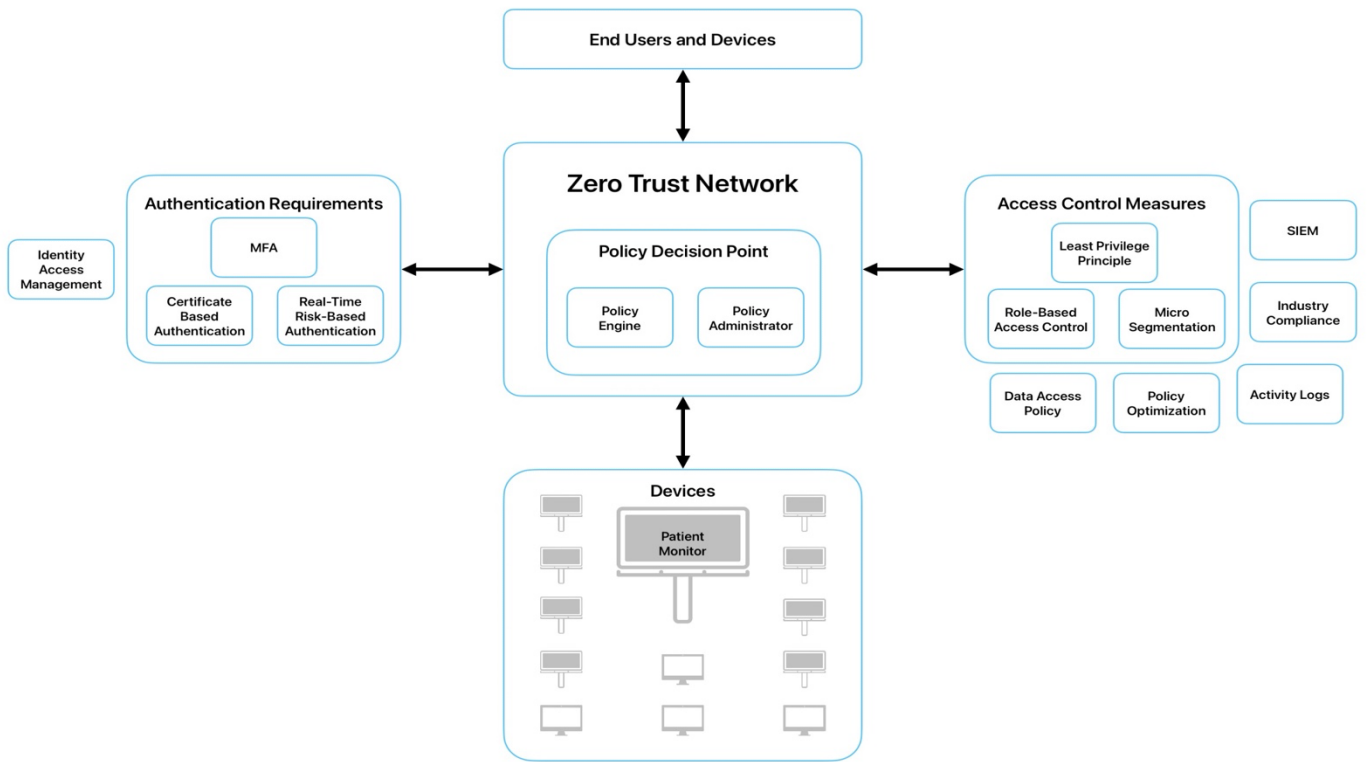 End Users and Devices
Zero Trust Network
Policy Decision Point
Policy
Engine
Policy
Administrator
Authentication Requirements
MFA
Certificate
Based
Authentication
Real-Time
Risk-Based
Authentication
Identity
Access
Management
Access Control Measures
Least Privilege
Principle
Role-Based
Access Control
Micro
Segmentation
SIEM
Industry
Compliance
Activity Logs
Data Access
Policy
Policy
Optimization
Devices
Patient
Monitor